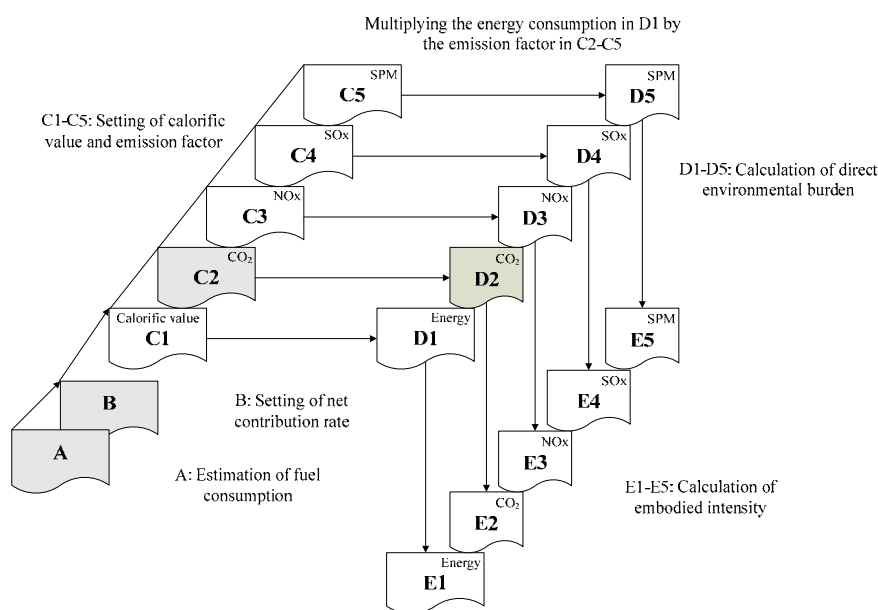 Multiplying the energy consumption in D1 by
the emission factor in C2-C5
SPM
C5
SPM
D5
C1-C5: Setting of calorific
value and emission factor
SOx
C4
SOx
D4
D1-D5: Calculation of direct
environmental burden
NOx
C3
NOx
D3
CO₂
C2
CO₂
D2
Calorific value
C1
Energy
D1
SPM
E5
B
B: Setting of net
contribution rate
SOx
E4
A
A: Estimation of fuel
consumption
NOx
E3
E1-E5: Calculation of
embodied intensity
CO₂
E2
Energy
E1